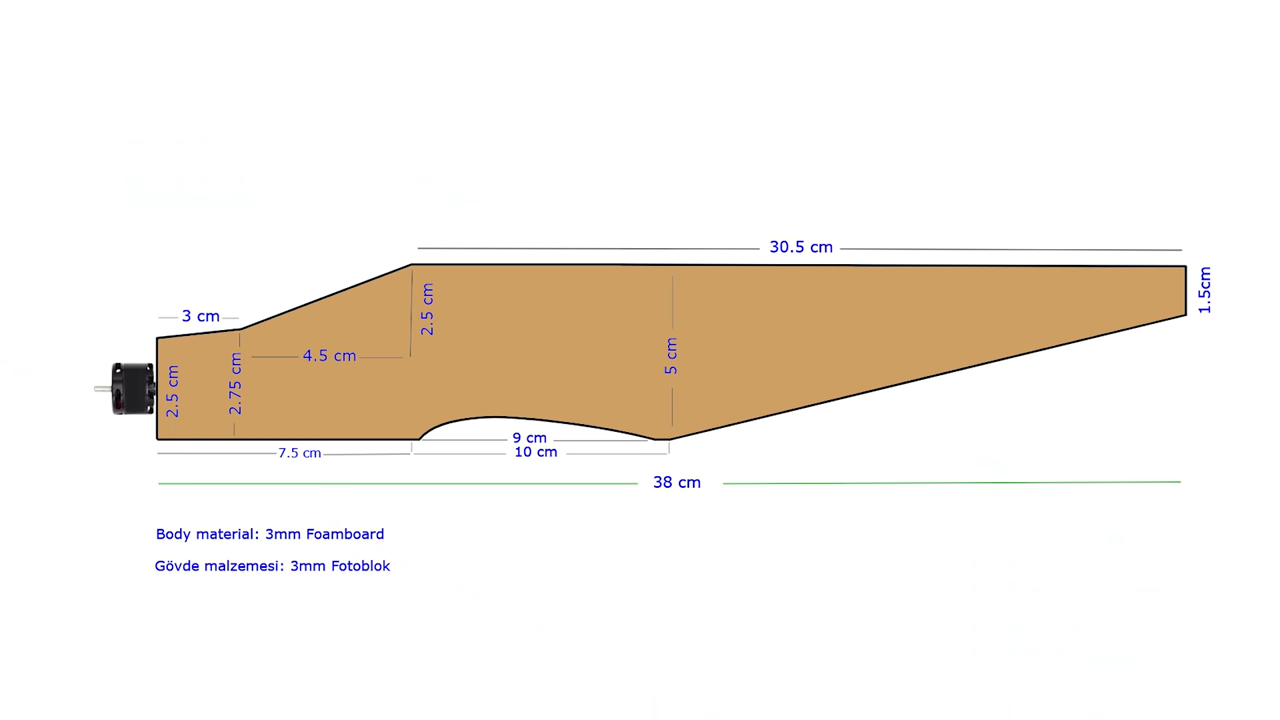 30.5 cm
1.5cm
3 cm
2.5 cm
4.5 cm
5 cm
2.75 cm
2.5 cm
9 cm
10 cm
7.5 cm
38 cm
Body material: 3mm Foamboard
Gövde malzemesi: 3mm Fotoblok